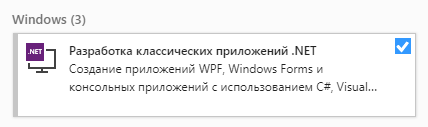 Windows (3)
.NET
Разработка классических приложений .NET
Создание приложений WPF, Windows Forms и
консольных приложений с использованием C#, Visual...